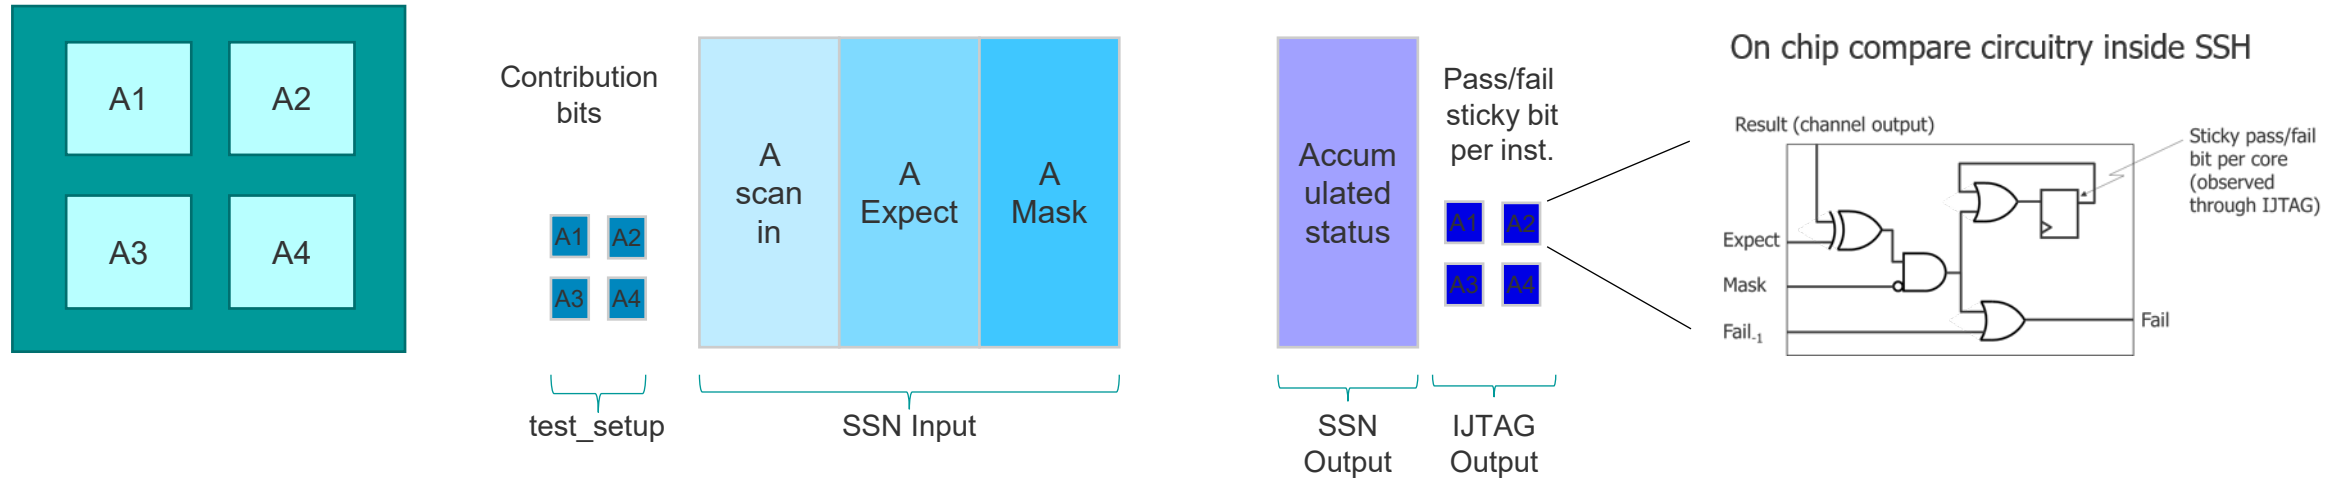 A1
A2
A3
A4
Contribution
bits
A1
A2
A3
A4
test_setup
A
scan
in
A
Expect
A
Mask
SSN Input
Accum
ulated
status
SSN
Output
Pass/fail
sticky bit
per inst.
A1
A2
A3
A4
IJTAG
Output
On chip compare circuitry inside SSH
Result (channel output)
Expect
Mask
Fail-1
Sticky pass/fail
bit per core
(observed
through IJTAG)
Fail